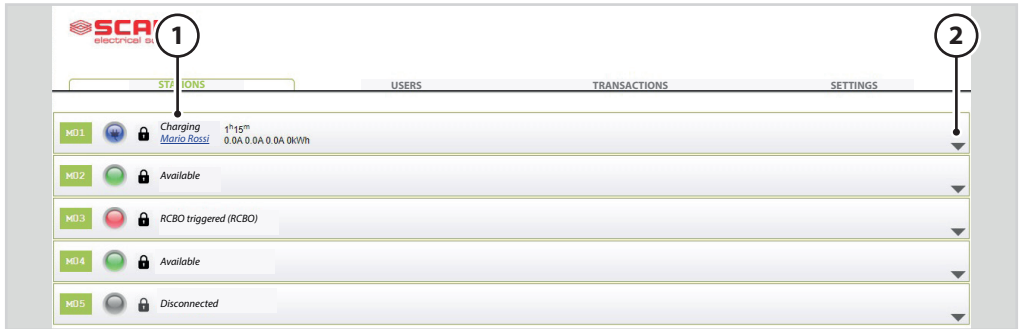 1
2
electrical
STATIONS USERS TRANSACTIONS SETTINGS
M01 Charging 1h15m
Mario Rossi 0.0A 0.0A 0.0A 0kWh
M02 Available
M03 RCBO triggered (RCBO)
M04 Available
M05 Disconnected